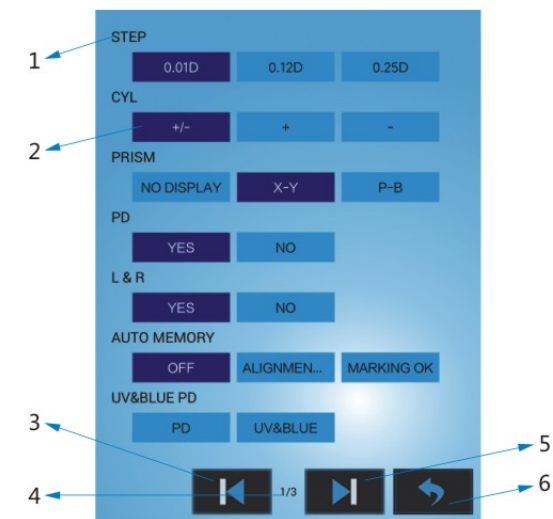 STEP
1
0.01D 0.12D 0.25D
CYL
2
+/- + -
PRISM
NO DISPLAY X-Y P-B
PD
YES NO
L & R
YES NO
AUTO MEMORY
OFF ALIGNMEN... MARKING OK
UV&BLUE PD
PD UV&BLUE
3
5
4
1/3
6